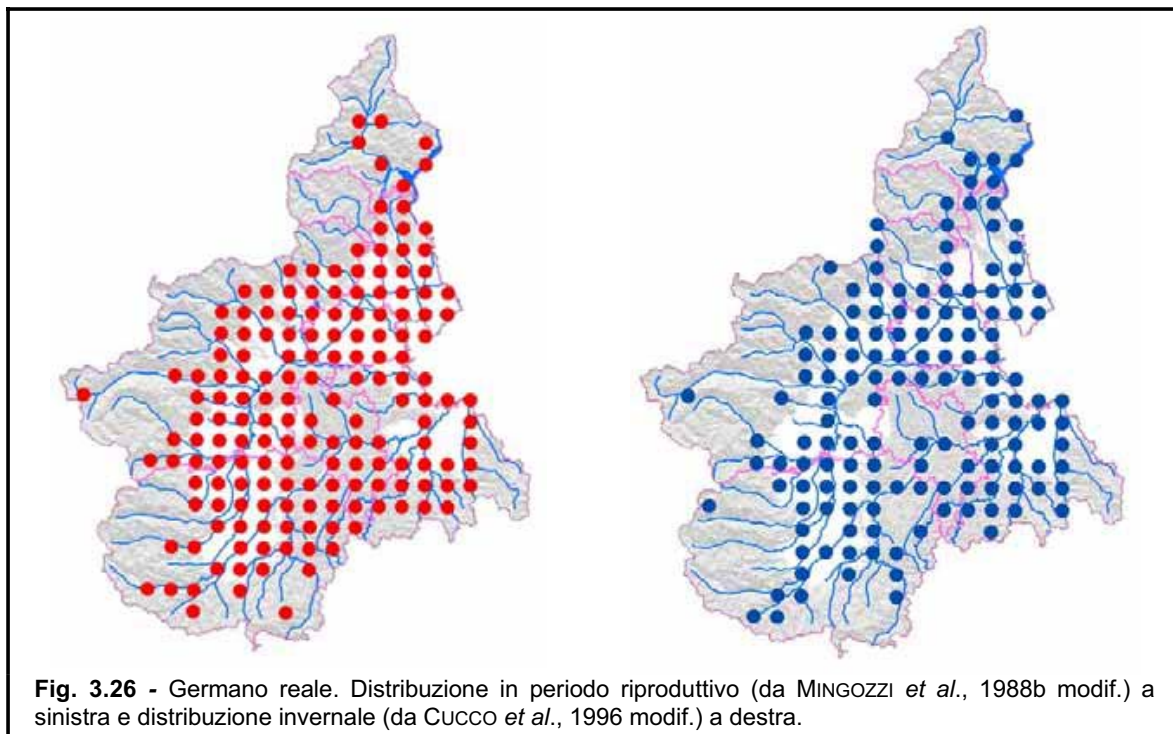 Fig. 3.26 - Germano reale. Distribuzione in periodo riproduttivo (da MINGOZZI et al., 1988b modif.) a
sinistra e distribuzione invernale (da CUCCO et al., 1996 modif.) a destra.